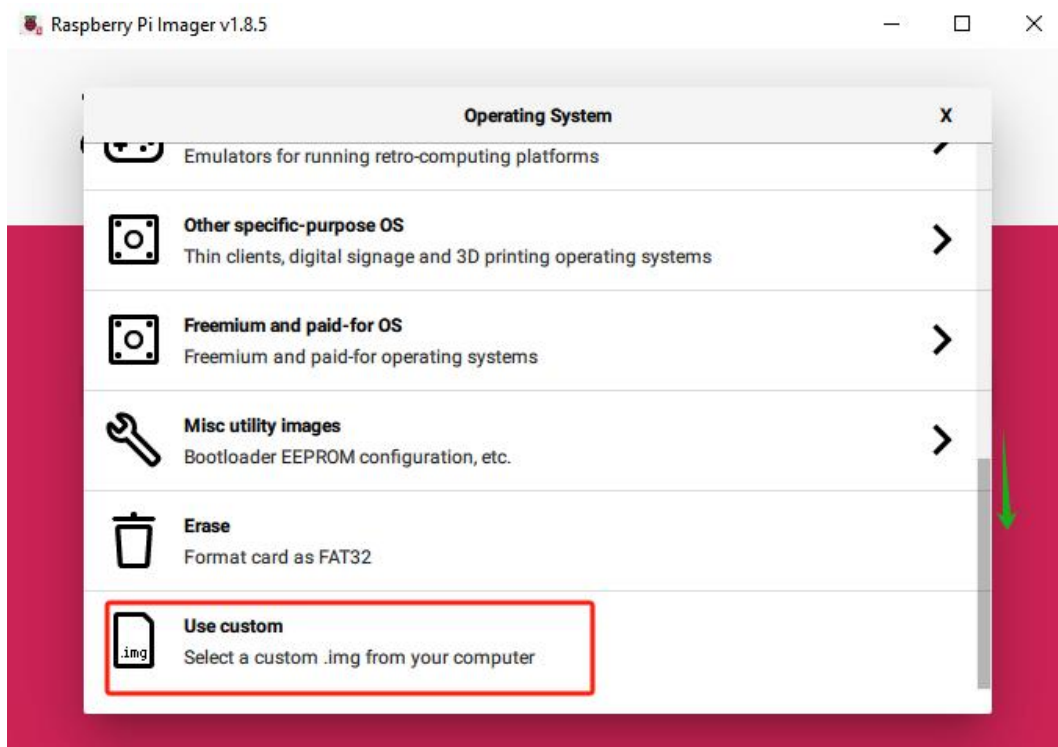 Raspberry Pi Imager v1.8.5
Operating System
X
Emulators for running retro-computing platforms
Other specific-purpose OS
Thin clients, digital signage and 3D printing operating systems
Freemium and paid-for OS
Freemium and paid-for operating systems
Misc utility images
Bootloader EEPROM configuration, etc.
Erase
Format card as FAT32
Use custom
.img
Select a custom .img from your computer